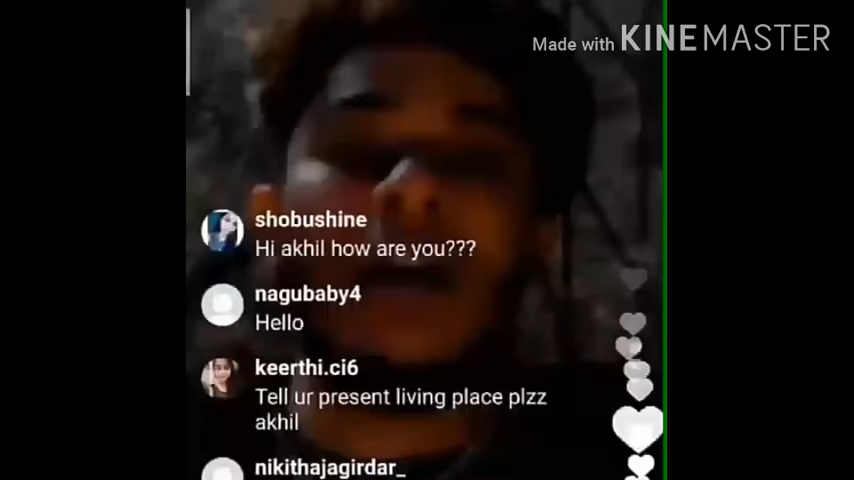 Made with KINEMASTER
shobushine
Hi akhil how are you???
nagubaby4
Hello
keerthi.ci6
Tell ur present living place plzz
akhil
nikithajagirdar_